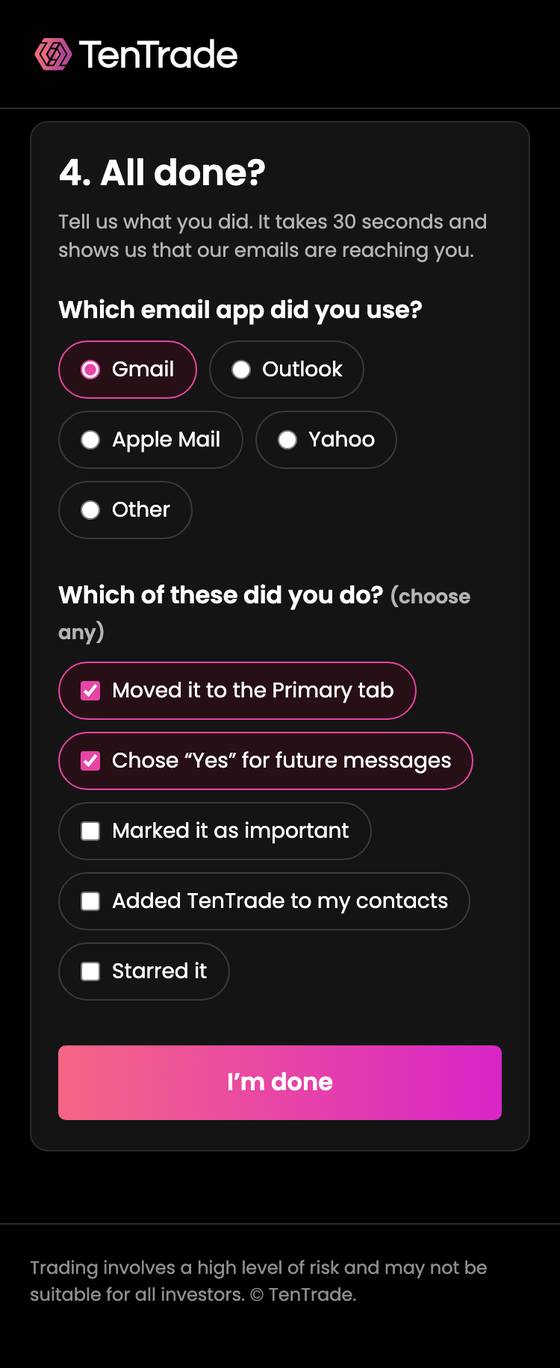 TenTrade
4. All done?
Tell us what you did. It takes 30 seconds and
shows us that our emails are reaching you.
Which email app did you use?
Gmail
Outlook
Apple Mail
Yahoo
Other
Which of these did you do? (choose
any)
Moved it to the Primary tab
Chose “Yes” for future messages
Marked it as important
Added TenTrade to my contacts
Starred it
I’m done
Trading involves a high level of risk and may not be
suitable for all investors. © TenTrade.